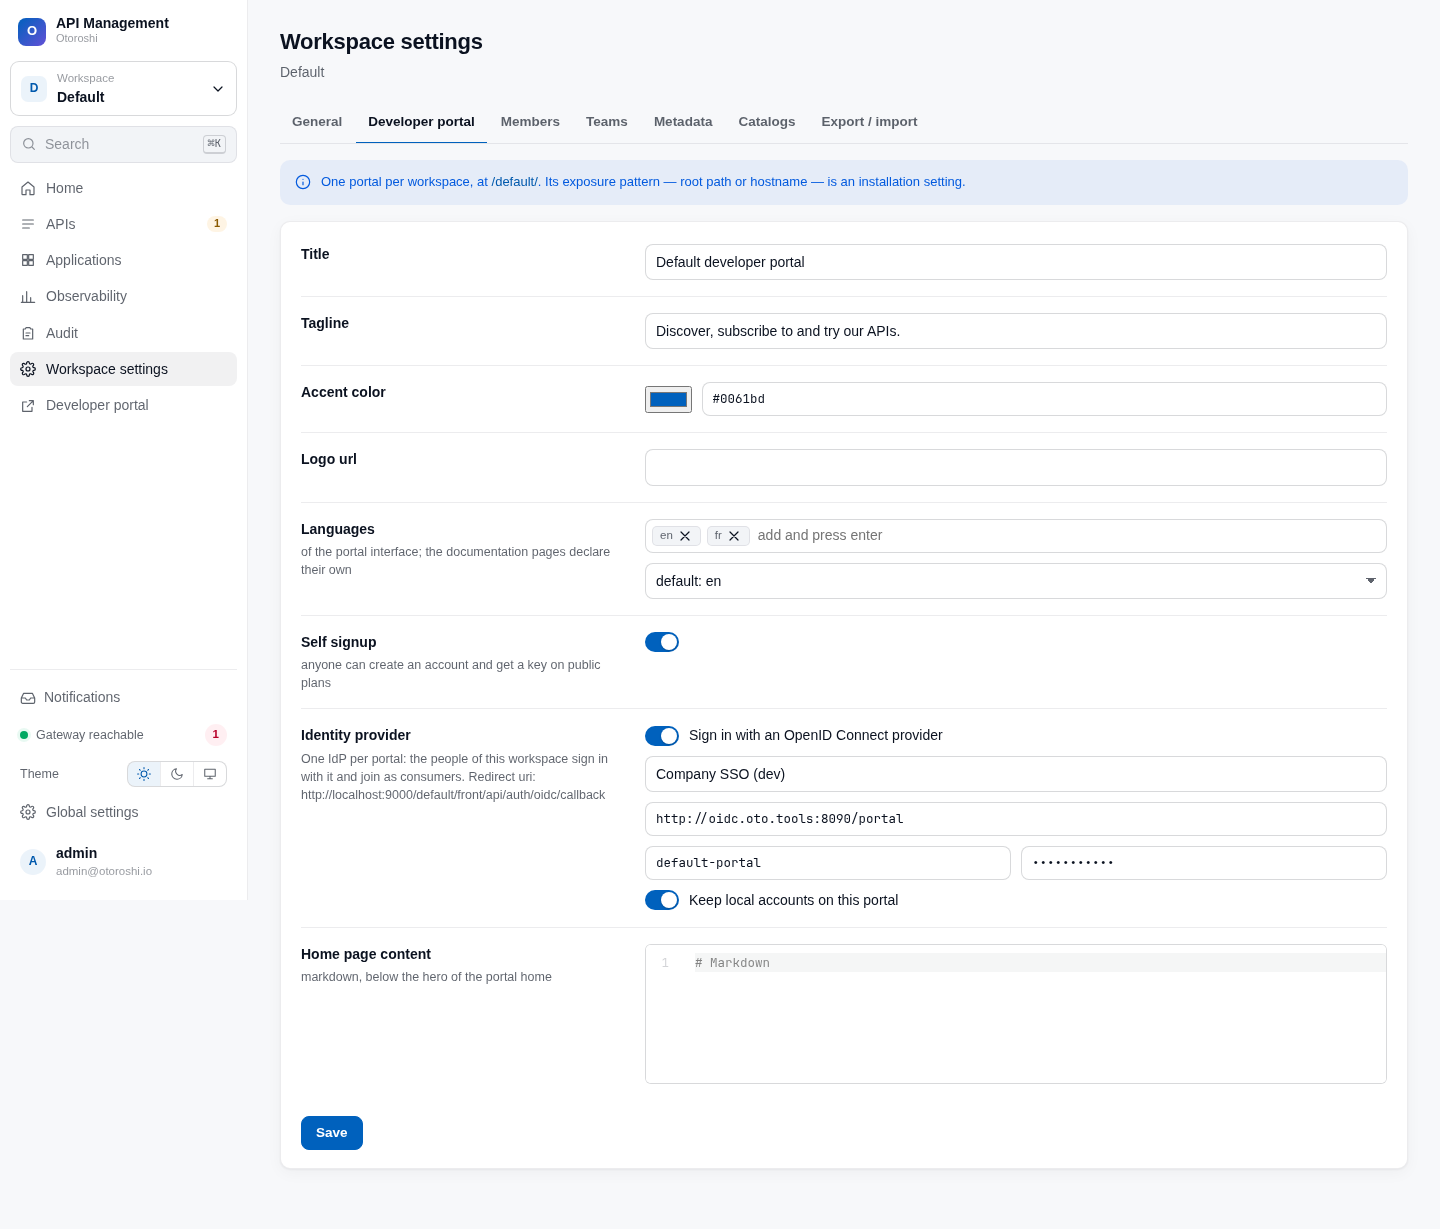 O
API Management
Otoroshi
D
Workspace
Default
Search
⌘K
Home
APIs
1
Applications
Observability
Audit
Workspace settings
Developer portal
Notifications
Gateway reachable
1
Theme
Global settings
A
admin
admin@otoroshi.io
Workspace settings
Default
General
Developer portal
Members
Teams
Metadata
Catalogs
Export / import
One portal per workspace, at /default/. Its exposure pattern — root path or hostname — is an installation setting.
Title
Default developer portal
Tagline
Discover, subscribe to and try our APIs.
Accent color
#0061bd
Logo url
Languages
of the portal interface; the documentation pages declare
their own
en
fr
add and press enter
default: en
Self signup
anyone can create an account and get a key on public
plans
Identity provider
One IdP per portal: the people of this workspace sign in
with it and join as consumers. Redirect uri:
http://localhost:9000/default/front/api/auth/oidc/callback
Sign in with an OpenID Connect provider
Company SSO (dev)
http://oidc.oto.tools:8090/portal
default-portal
•••••••••••
Keep local accounts on this portal
Home page content
markdown, below the hero of the portal home
1
# Markdown
Save